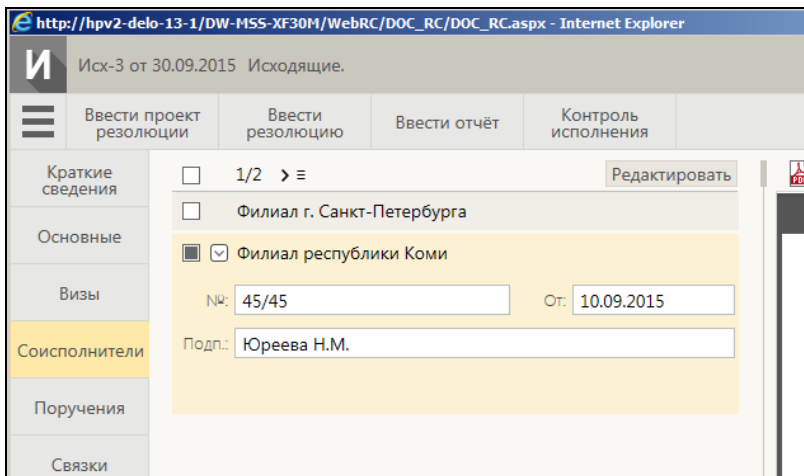 http://hpv2-delo-13-1/DW-MSS-XF30M/WebRC/DOC_RC/DOC_RC.aspx - Internet Explorer
И
Исх-3 от 30.09.2015 Исходящие.
Ввести проект
резолюции
Ввести
резолюцию
Ввести отчёт
Контроль
исполнения
Краткие
сведения
1/2
Редактировать
PDF
Филиал г. Санкт-Петербурга
Основные
Филиал республики Коми
Визы
№: 45/45 От: 10.09.2015
Соисполнители
Подп.: Юреева Н.М.
Поручения
Связки